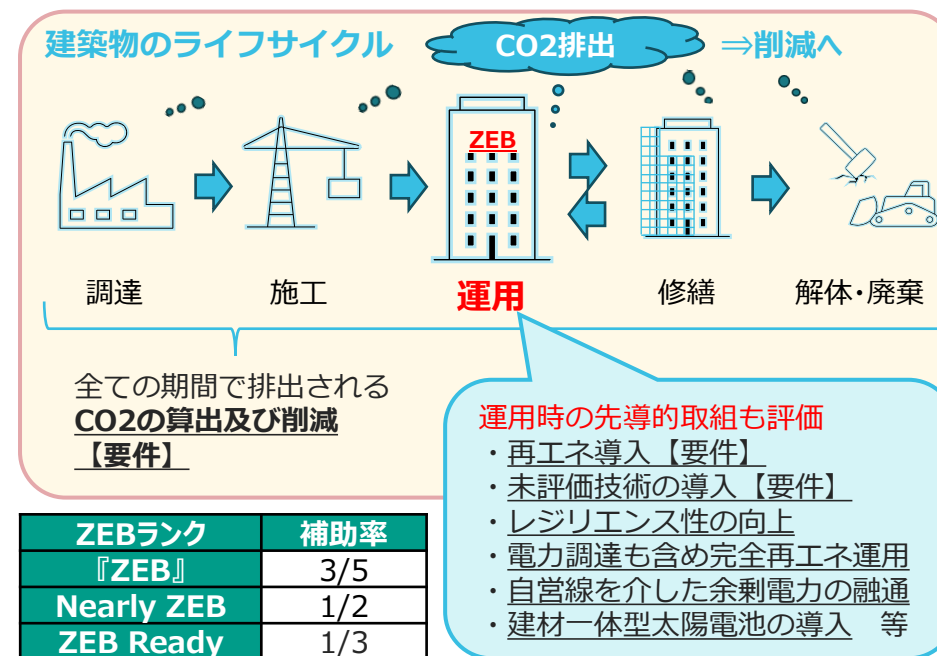 建築物のライフサイクル
CO2排出
⇒削減へ
ZEB
調達
施工
運用
修繕
解体・廃棄
全ての期間で排出される
CO2の算出及び削減
【要件】
運用時の先導的取組も評価
・再エネ導入【要件】
・未評価技術の導入【要件】
・レジリエンス性の向上
・電力調達も含め完全再エネ運用
・自営線を介した余剰電力の融通
・建材一体型太陽電池の導入　等
ZEBランク 補助率
『ZEB』 3/5
Nearly ZEB 1/2
ZEB Ready 1/3